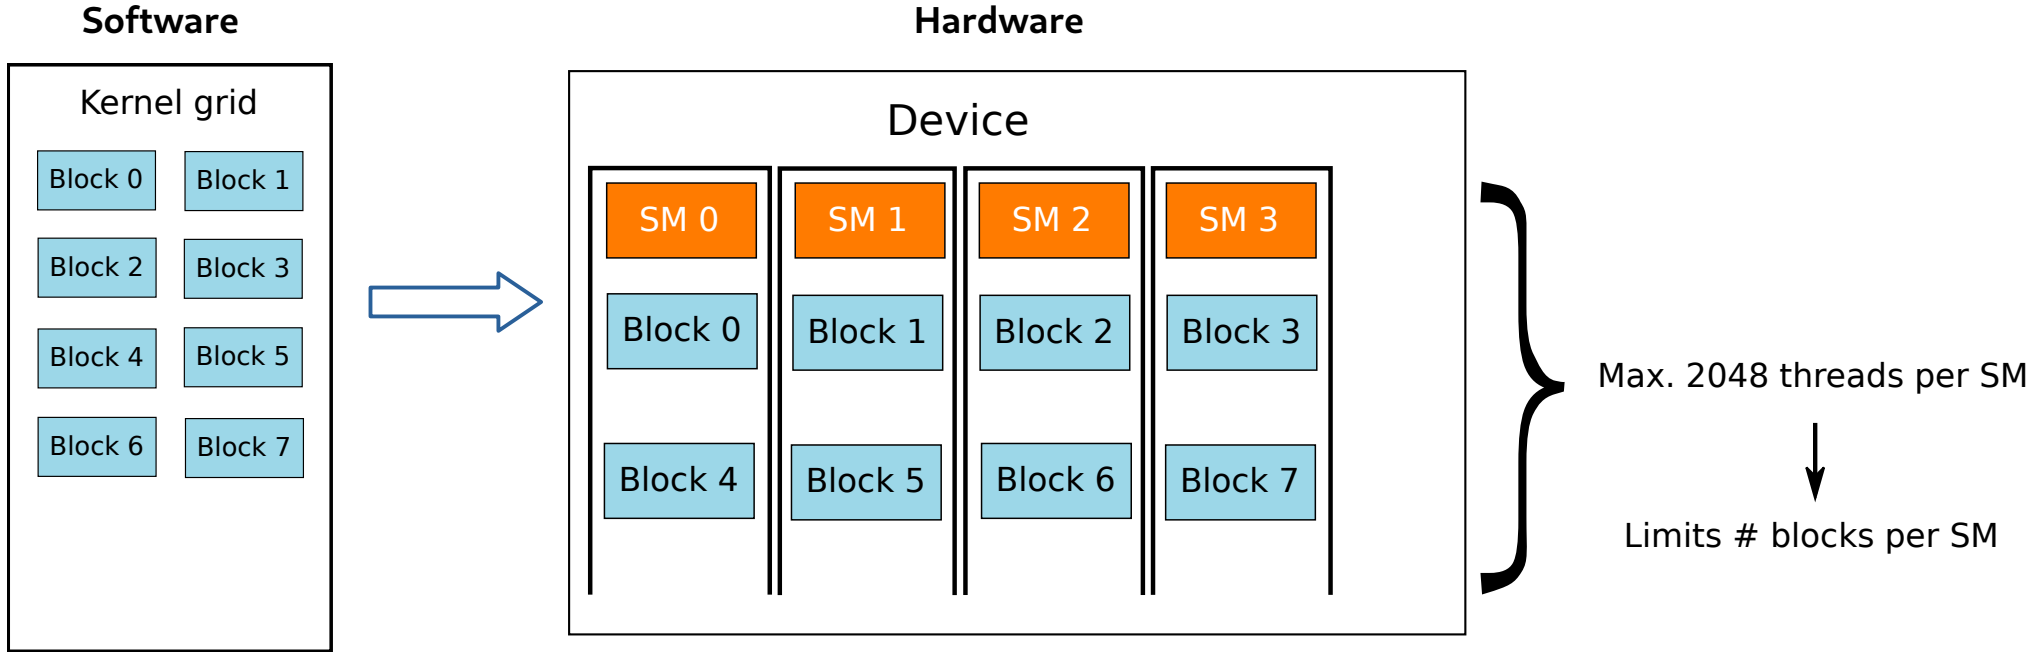 Software
Kernel grid
Block 0
Block 1
Block 2
Block 3
Block 4
Block 5
Block 6
Block 7
Hardware
Device
SM 0
SM 1
SM 2
SM 3
Block 0
Block 1
Block 2
Block 3
Block 4
Block 5
Block 6
Block 7
Max. 2048 threads per SM
Limits # blocks per SM